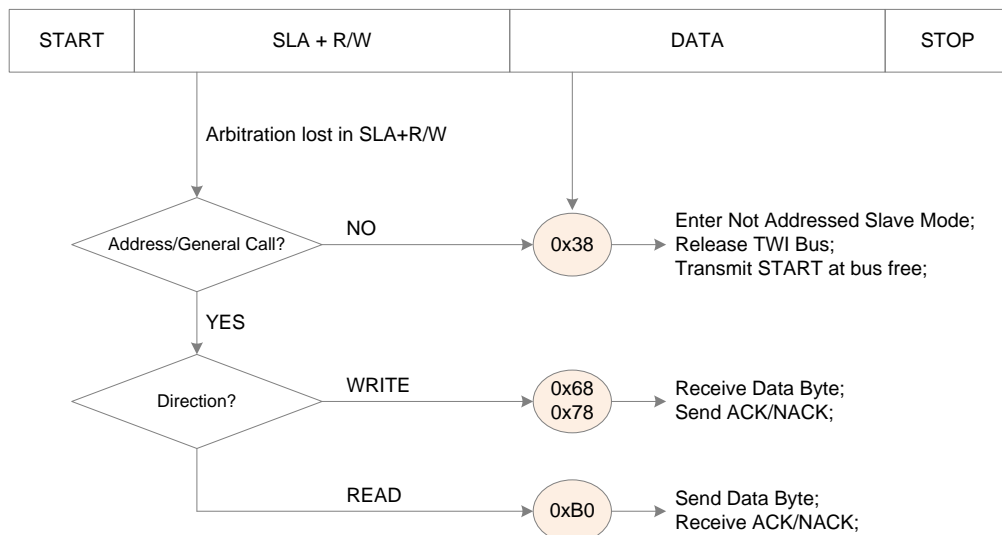 START
SLA + R/W
DATA
STOP
Arbitration lost in SLA+R/W
Address/General Call?
NO
0x38
Enter Not Addressed Slave Mode;
Release TWI Bus;
Transmit START at bus free;
YES
Direction?
WRITE
0x68
0x78
Receive Data Byte;
Send ACK/NACK;
READ
0xB0
Send Data Byte;
Receive ACK/NACK;